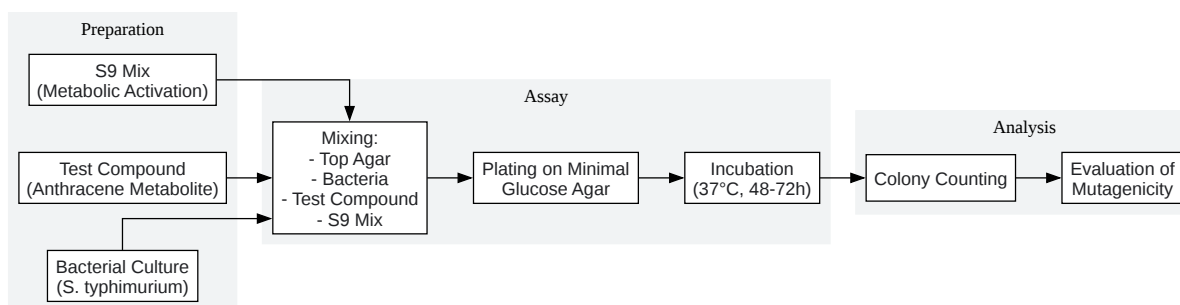 Preparation
S9 Mix
(Metabolic Activation)
Test Compound
(Anthracene Metabolite)
Bacterial Culture
(S. typhimurium)
Assay
Mixing:
- Top Agar
- Bacteria
- Test Compound
- S9 Mix
Plating on Minimal
Glucose Agar
Incubation
(37°C, 48-72h)
Analysis
Colony Counting
Evaluation of
Mutagenicity